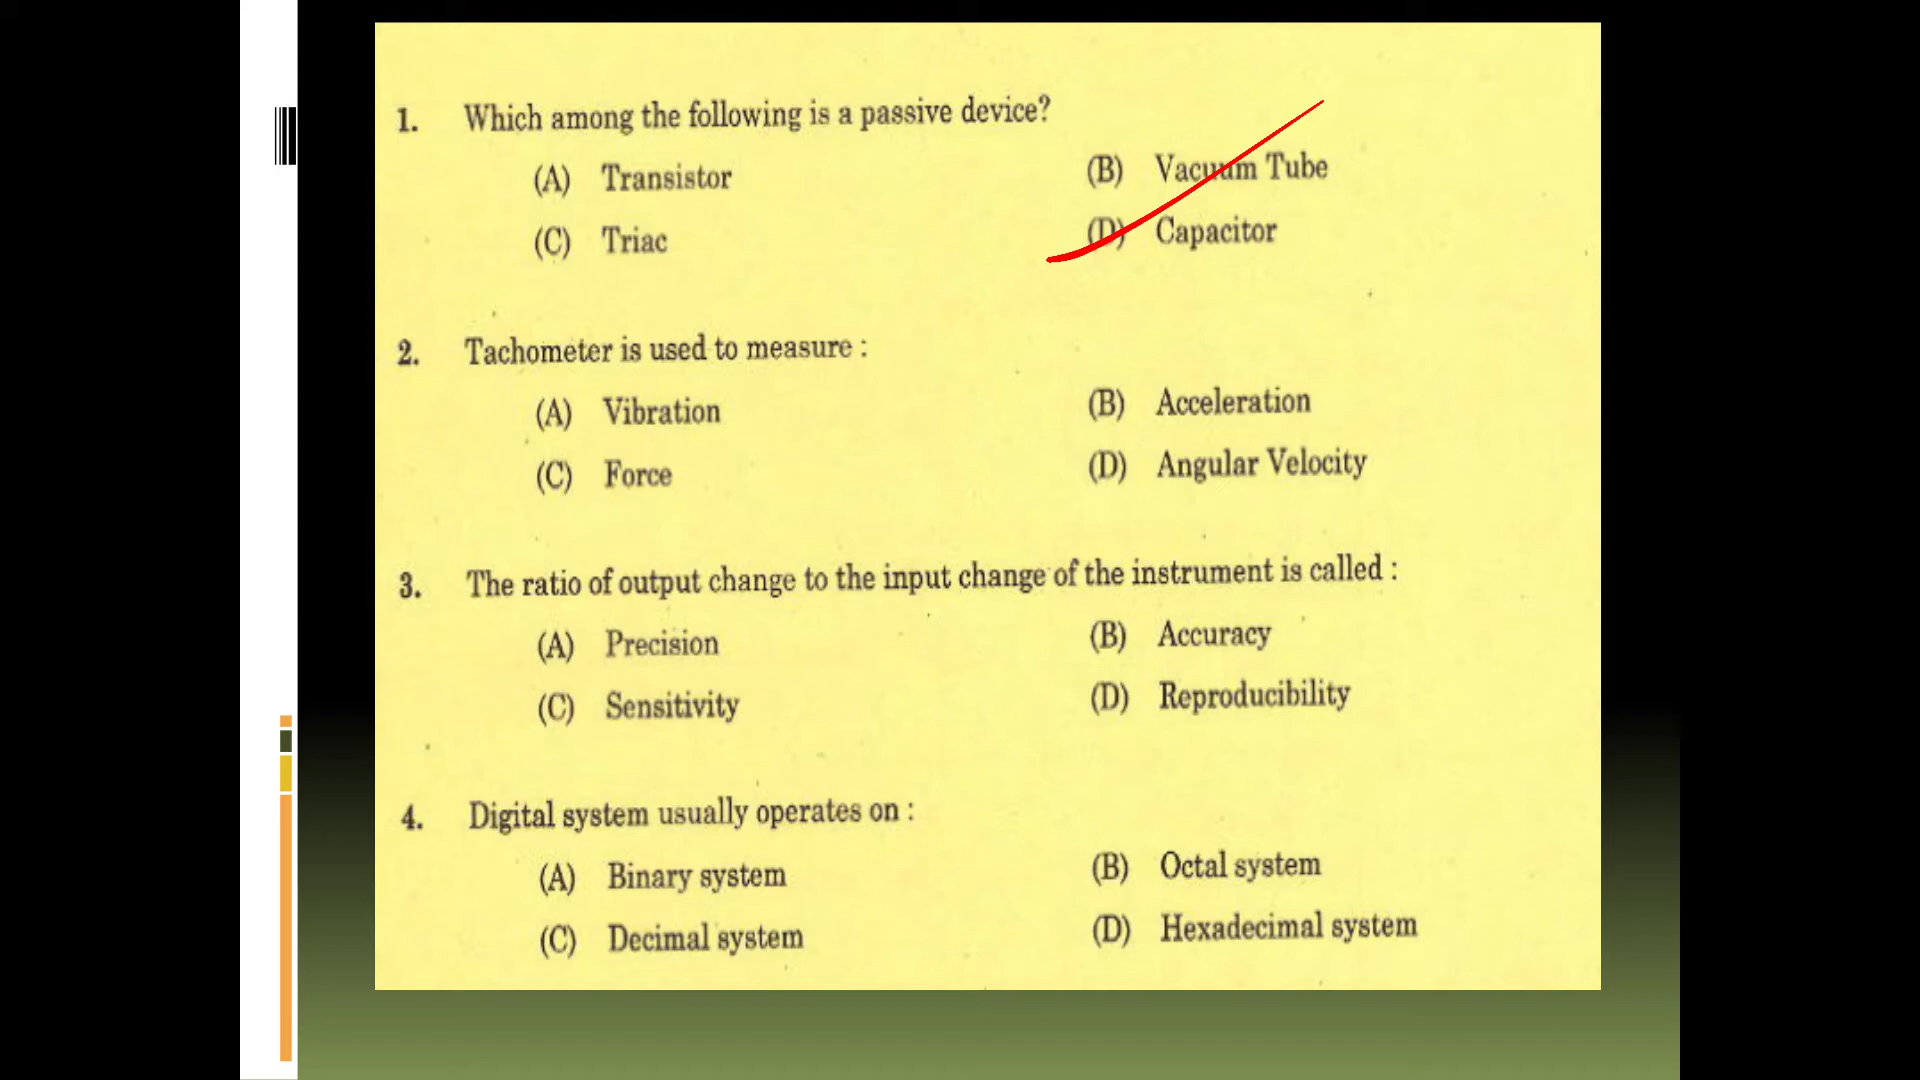 1. Which among the following is a passive device?
(A) Transistor (B) Vacuum Tube
(C) Triac (D) Capacitor
2. Tachometer is used to measure :
(A) Vibration (B) Acceleration
(C) Force (D) Angular Velocity
3. The ratio of output change to the input change of the instrument is called :
(A) Precision (B) Accuracy
(C) Sensitivity (D) Reproducibility
4. Digital system usually operates on :
(A) Binary system (B) Octal system
(C) Decimal system (D) Hexadecimal system